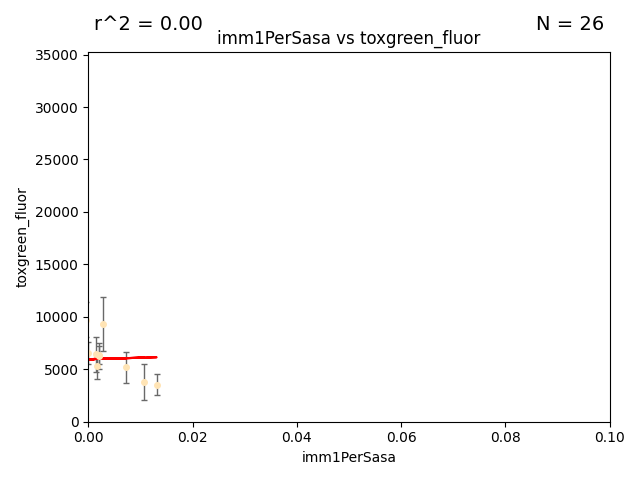 r^2 = 0.00
N = 26
imm1PerSasa vs toxgreen_fluor
toxgreen_fluor
35000
30000
25000
20000
15000
10000
5000
0
0.00
0.02
0.04
0.06
0.08
0.10
imm1PerSasa